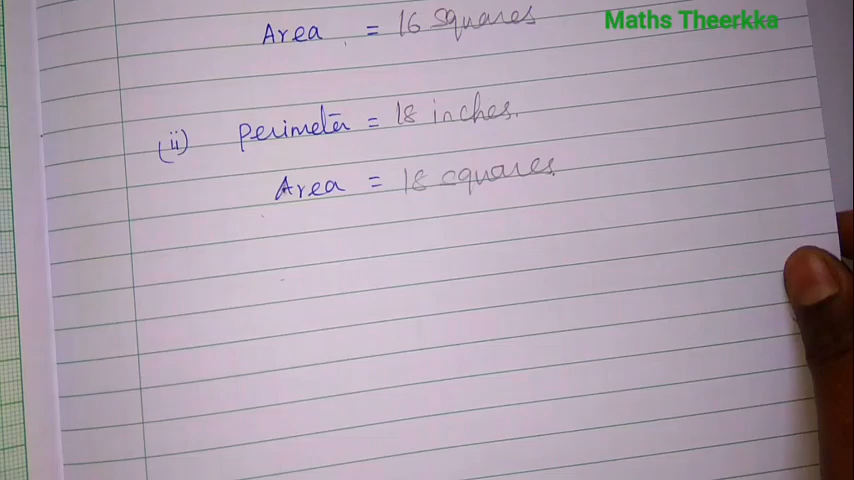 Maths Theerkka
Area = 16 squares
(ii) Perimeter = 18 inches.
Area = 18 squares.